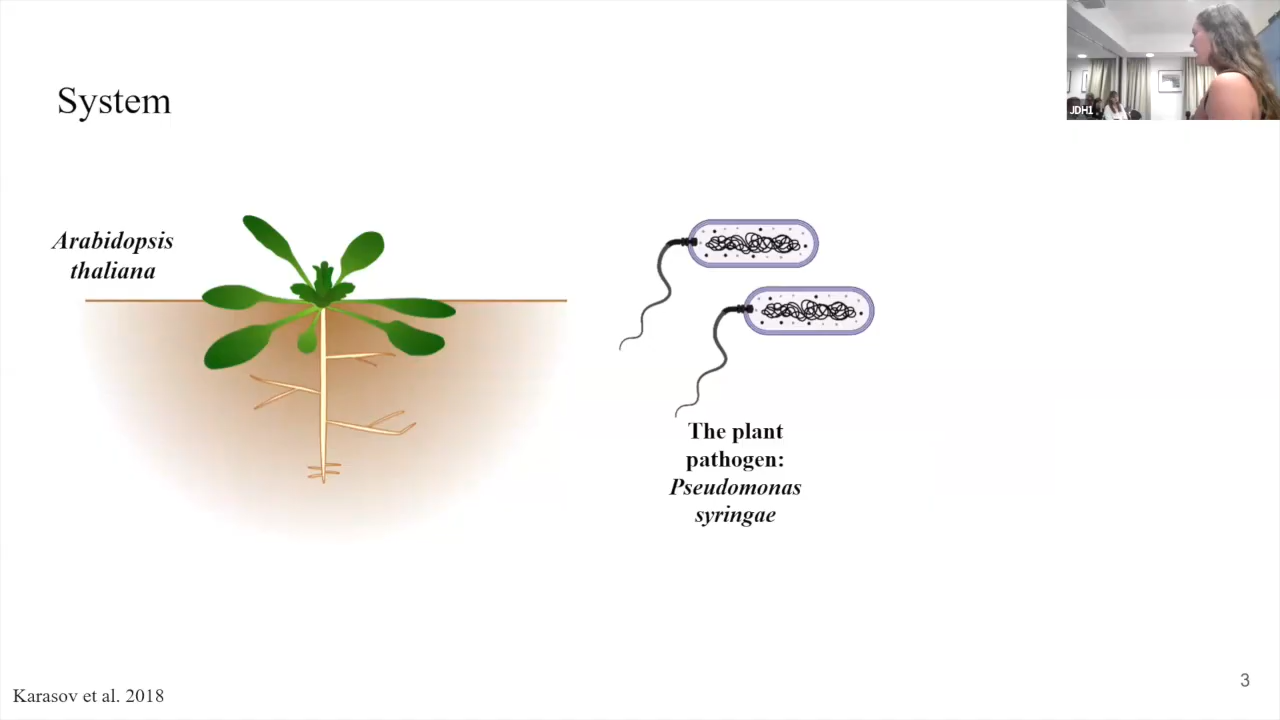 System
JDH1
Arabidopsis
thaliana
The plant
pathogen:
Pseudomonas
syringae
Karasov et al. 2018
3